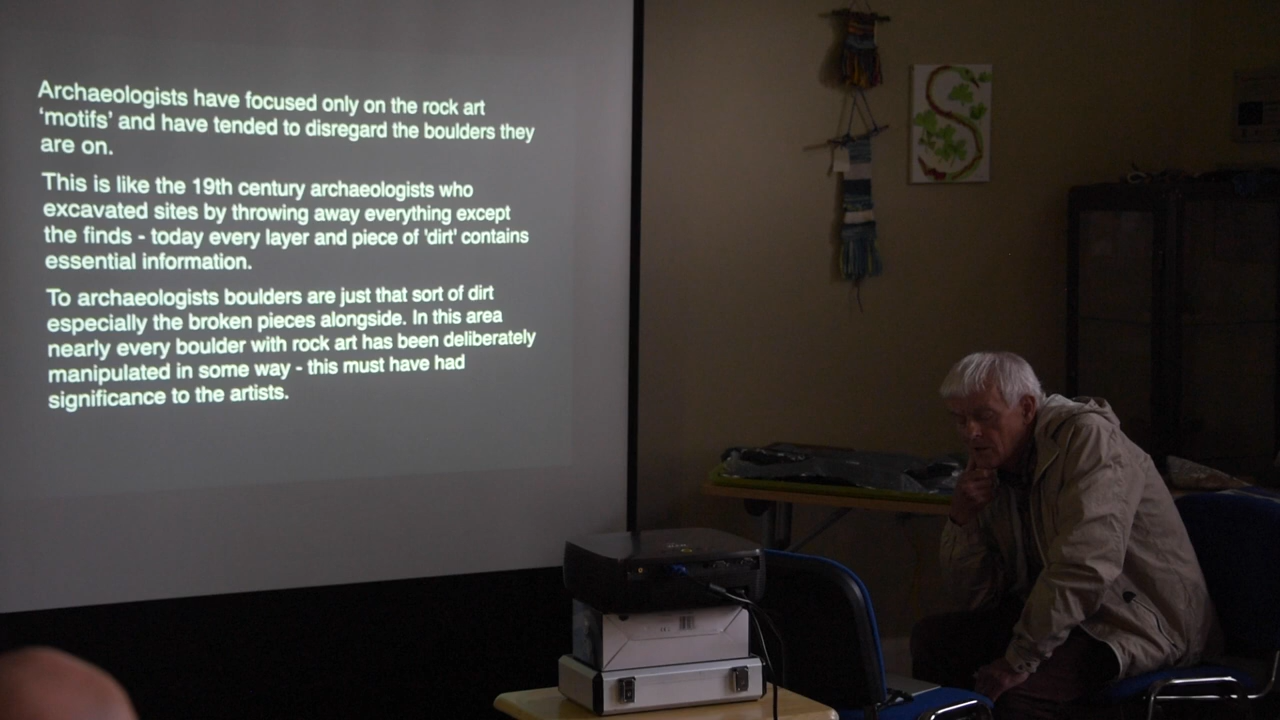 Archaeologists have focused only on the rock art
‘motifs’ and have tended to disregard the boulders they
are on.
This is like the 19th century archaeologists who
excavated sites by throwing away everything except
the finds - today every layer and piece of 'dirt' contains
essential information.
To archaeologists boulders are just that sort of dirt
especially the broken pieces alongside. In this area
nearly every boulder with rock art has been deliberately
manipulated in some way - this must have had
significance to the artists.